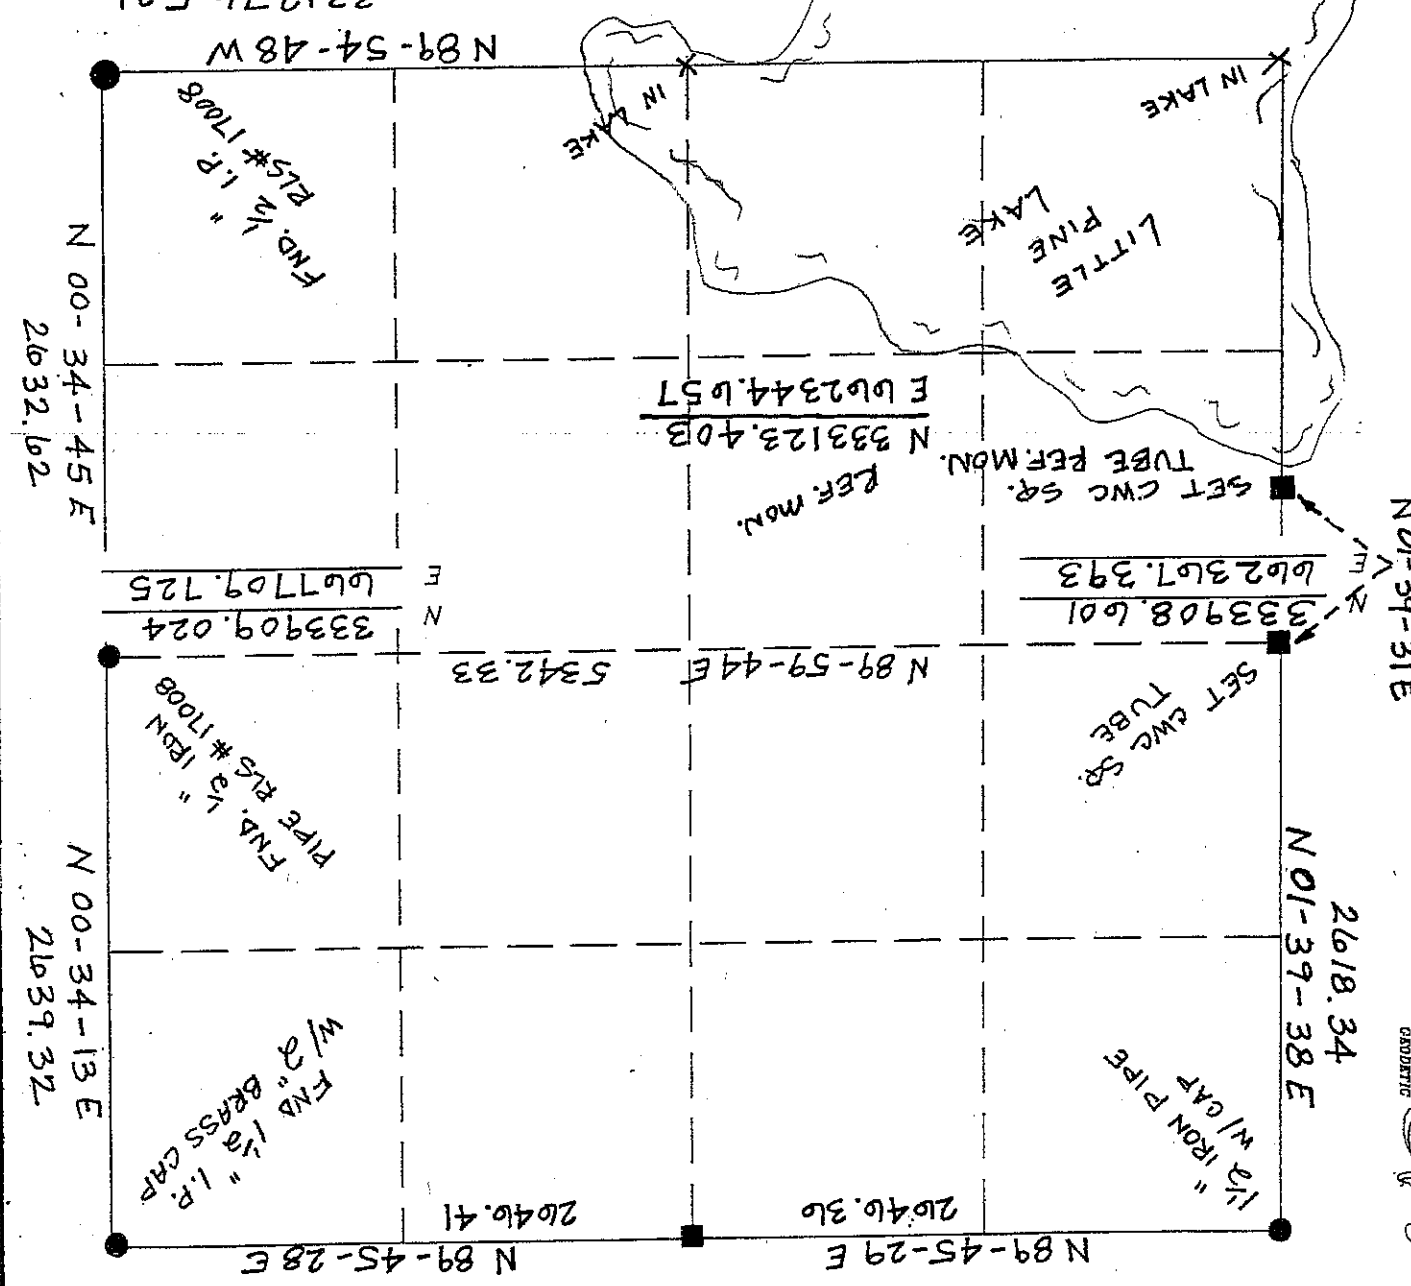 N 89-45-29 E
2646.36
N 89-45-28 E
2646.41
1 1/2" IRON PIPE
W/ CAP
FND 1 1/2" I.P.
W/2" BRASS CAP
N 01-39-38 E
2618.34
N 00-34-13 E
2639.32
SET CWC SQ.
TUBE
FND. 1/2" IRON
PIPE RLS #17008
N 89-59-44 E 5342.33
N 333908.601
E 662367.393
N 333909.024
E 667709.725
SET CWC SQ.
TUBE REF. MON.
REF. MON.
N 333123.403
E 662344.657
N 00-34-45 E
2632.62
LITTLE
PINE
LAKE
FND. 1/2" I.P.
RLS #17008
IN LAKE
IN LAKE
N 89-54-48 W
GEODETIC